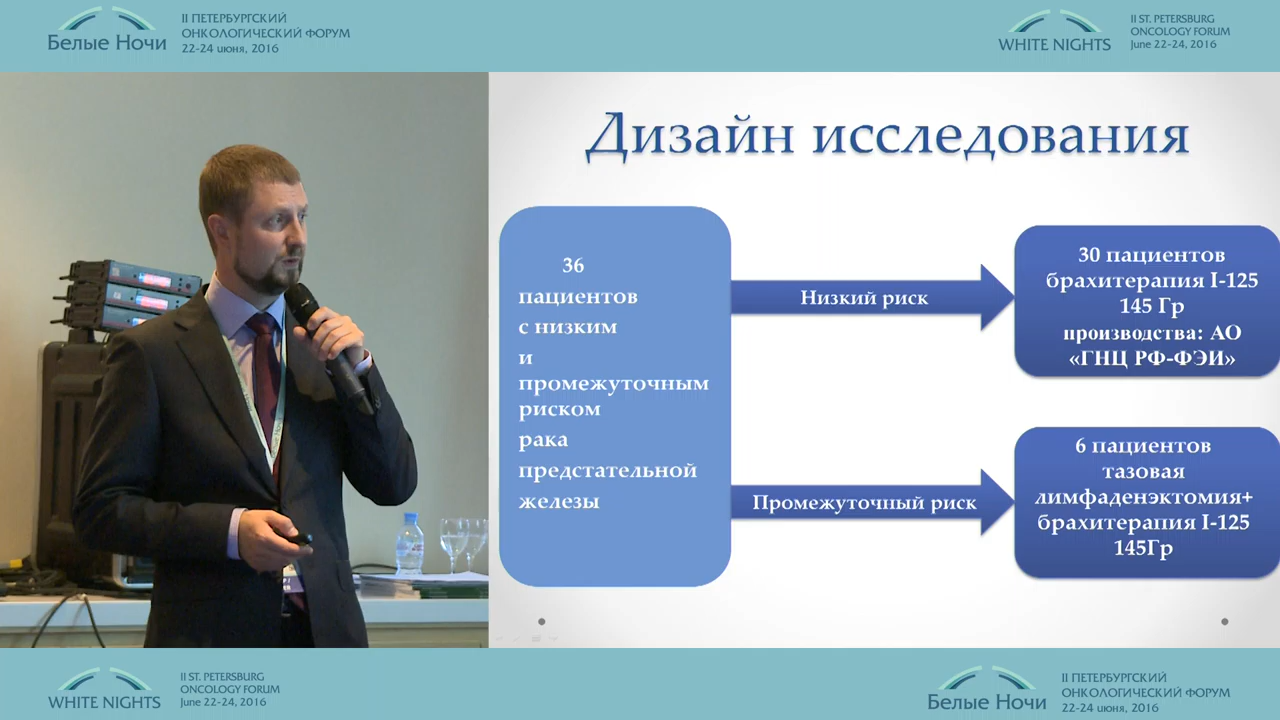 Белые Ночи
II ПЕТЕРБУРГСКИЙ
ОНКОЛОГИЧЕСКИЙ ФОРУМ
22-24 июня, 2016
WHITE NIGHTS
II ST. PETERSBURG
ONCOLOGY FORUM
June 22-24, 2016
Дизайн исследования
36
пациентов
с низким
и
промежуточным
риском
рака
предстательной
железы
Низкий риск
30 пациентов
брахитерапия I-125
145 Гр
производства: АО
«ГНЦ РФ-ФЭИ»
Промежуточный риск
6 пациентов
тазовая
лимфаденэктомия+
брахитерапия I-125
145Гр
WHITE NIGHTS
II ST. PETERSBURG
ONCOLOGY FORUM
June 22-24, 2016
Белые Ночи
II ПЕТЕРБУРГСКИЙ
ОНКОЛОГИЧЕСКИЙ ФОРУМ
22-24 июня, 2016